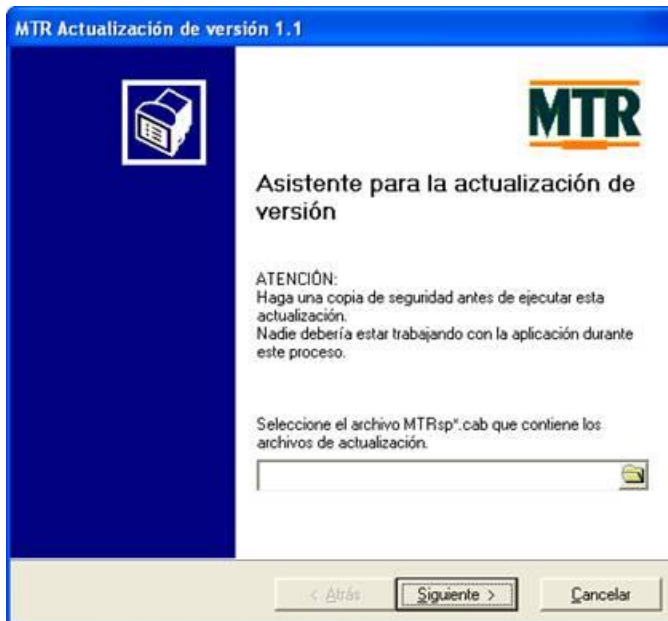 MTR Actualización de versión 1.1
MTR
Asistente para la actualización de
versión
ATENCIÓN:
Haga una copia de seguridad antes de ejecutar esta
actualización.
Nadie debería estar trabajando con la aplicación durante
este proceso.
Seleccione el archivo MTRsp*.cab que contiene los
archivos de actualización.
< Atrás
Siguiente >
Cancelar